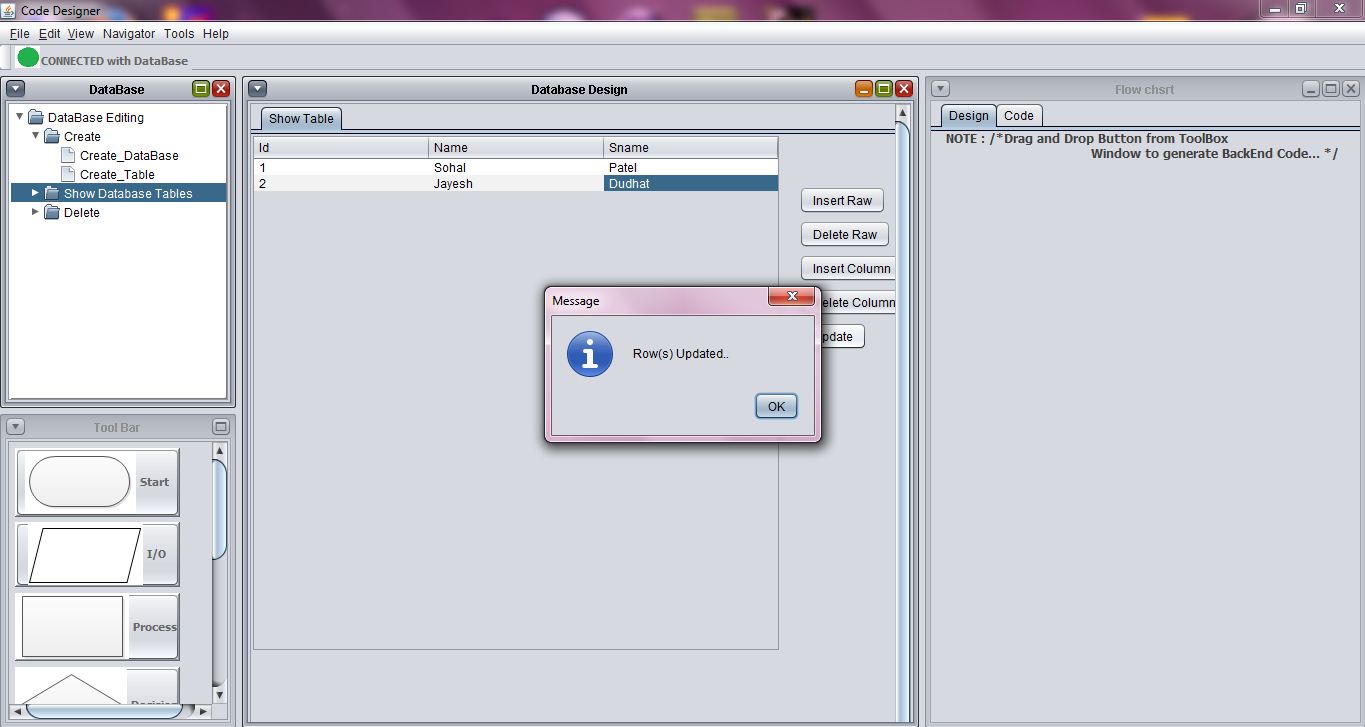 Code Designer
File Edit View Navigator Tools Help
CONNECTED with DataBase
DataBase
DataBase Editing
Create
Create_DataBase
Create_Table
Show Database Tables
Delete
Tool Bar
Start
I/O
Process
Database Design
Show Table
Id Name Sname
1 Sohal Patel
2 Jayesh Dudhat
Insert Raw
Delete Raw
Insert Column
elete Column
pdate
Message
Row(s) Updated..
OK
Flow chsrt
Design Code
NOTE : /*Drag and Drop Button from ToolBox
Window to generate BackEnd Code... */